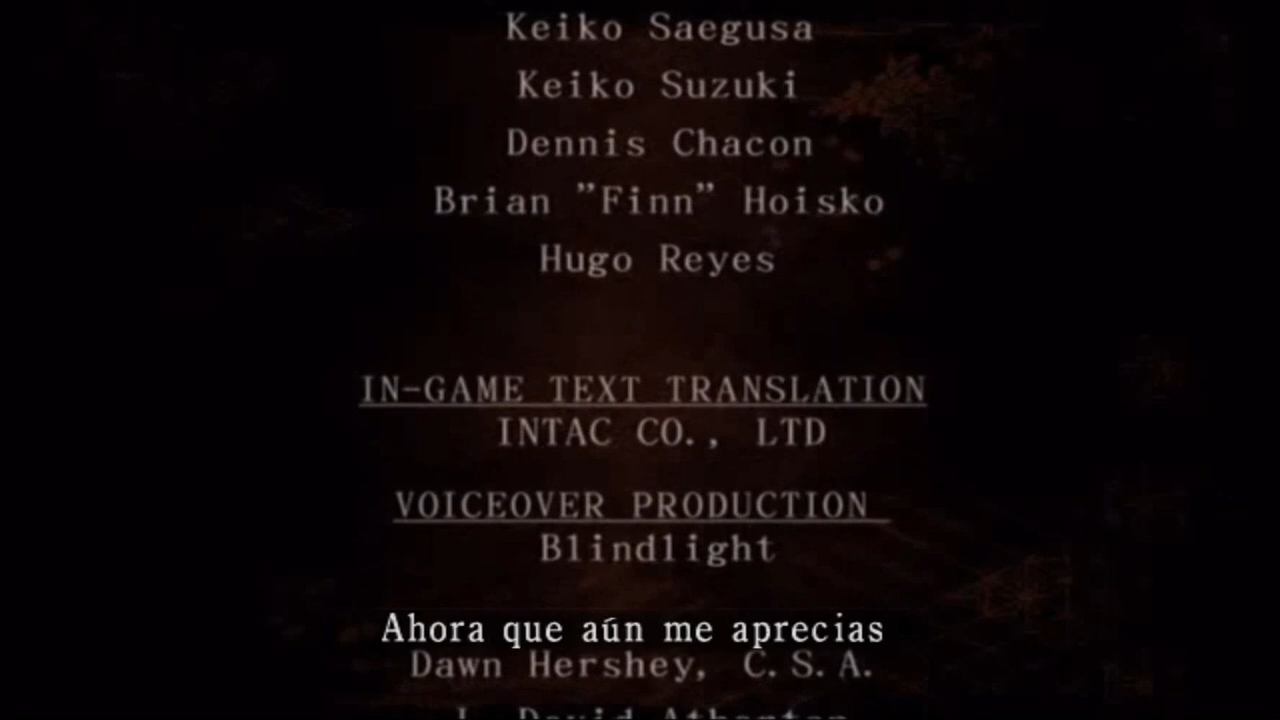 Keiko Saegusa
Keiko Suzuki
Dennis Chacon
Brian ”Finn” Hoisko
Hugo Reyes
IN-GAME TEXT TRANSLATION
INTAC CO., LTD
VOICEOVER PRODUCTION
Blindlight
Ahora que aún me aprecias
Dawn Hershey, C.S.A.
David